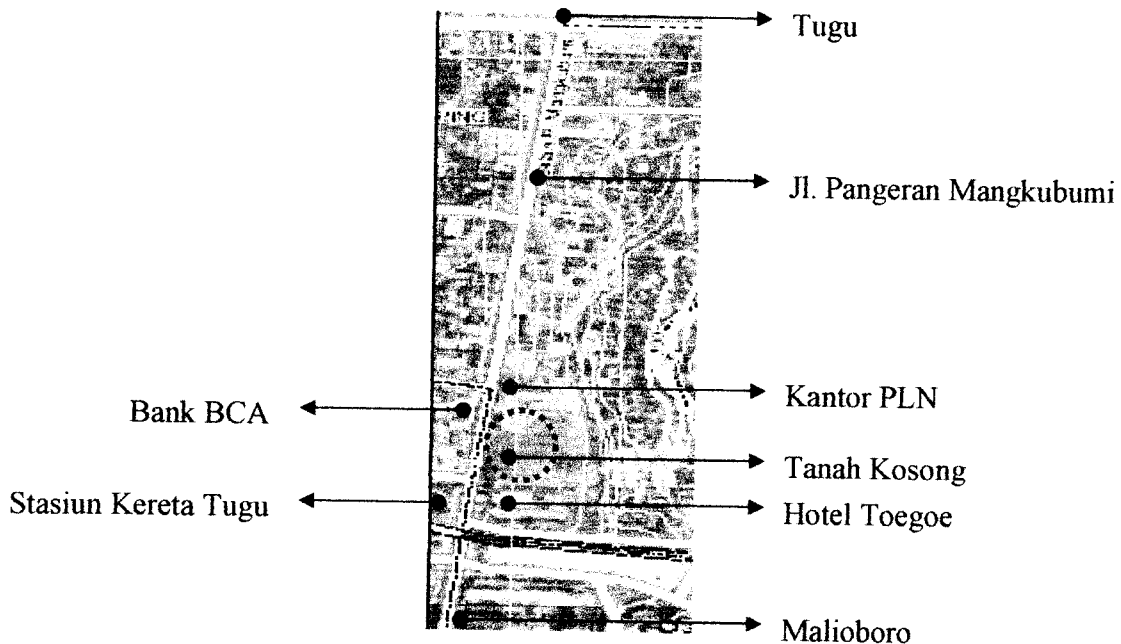 Tugu
Jl. Pangeran Mangkubumi
Kantor PLN
Bank BCA
Tanah Kosong
Stasiun Kereta Tugu
Hotel Toegoe
Malioboro